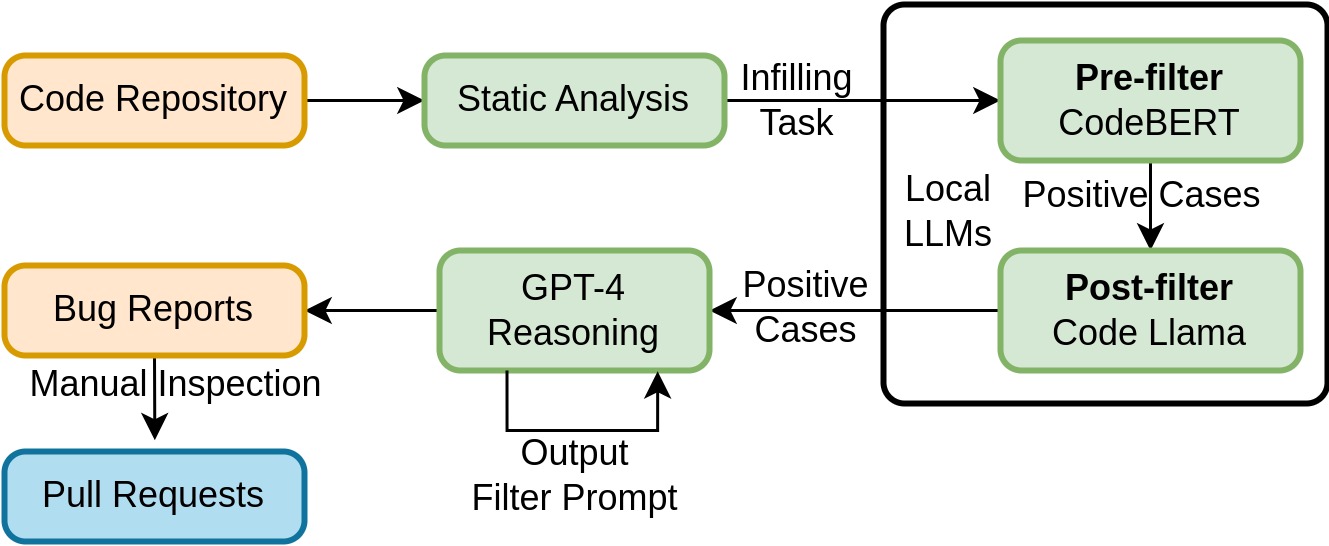 Code Repository
Static Analysis
Infilling
Task
Pre-filter
CodeBERT
Local
LLMs
Positive Cases
Post-filter
Code Llama
Positive
Cases
GPT-4
Reasoning
Output
Filter Prompt
Bug Reports
Manual Inspection
Pull Requests